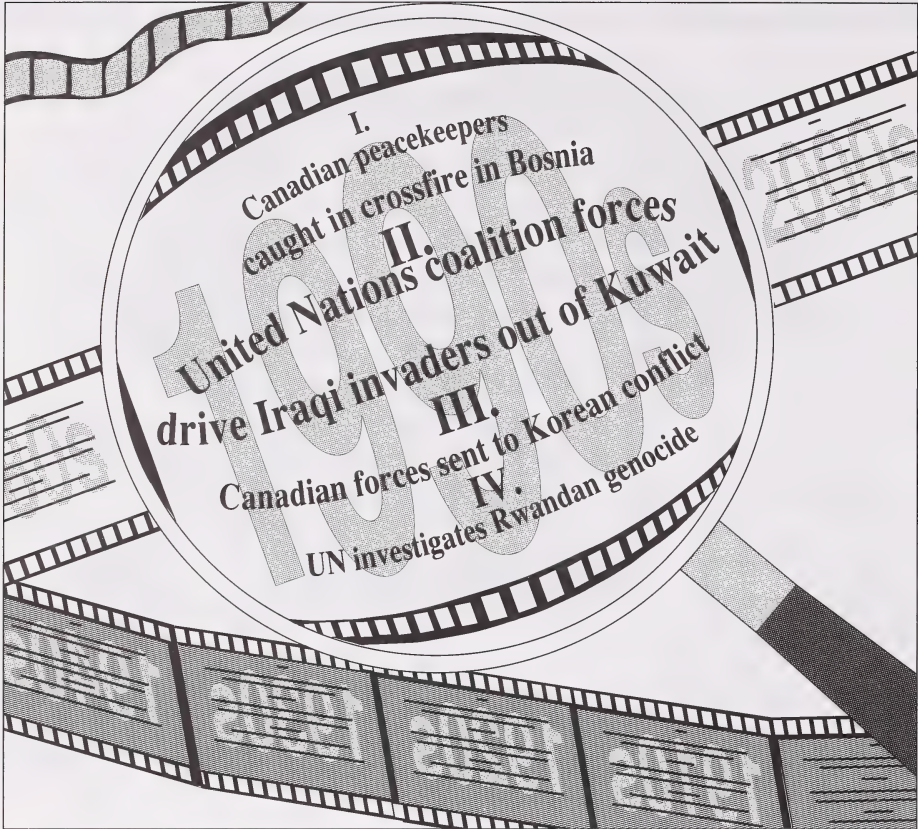 I.
Canadian peacekeepers
caught in crossfire in Bosnia
II.
United Nations coalition forces
drive Iraqi invaders out of Kuwait
III.
Canadian forces sent to Korean conflict
IV.
UN investigates Rwandan genocide
1990s